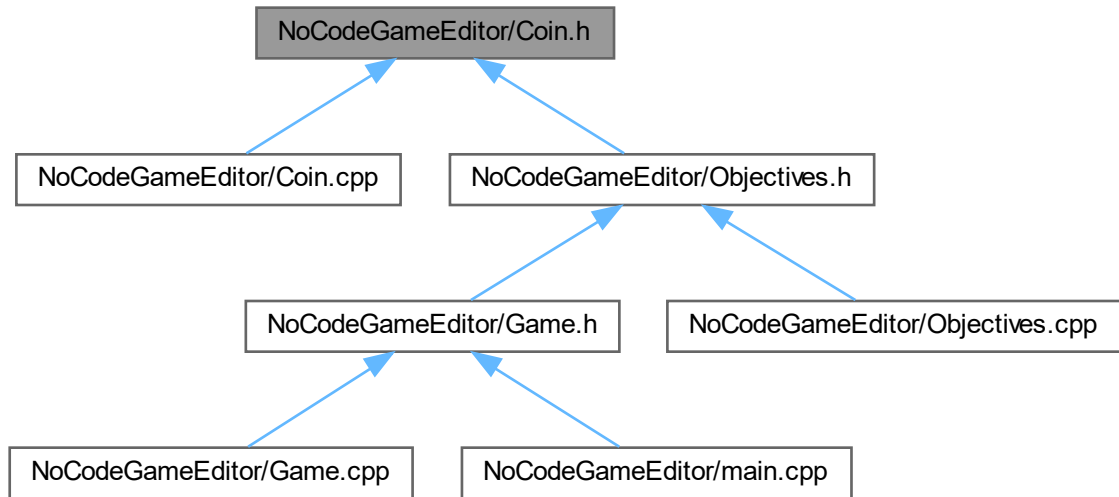 NoCodeGameEditor/Coin.h
NoCodeGameEditor/Coin.cpp
NoCodeGameEditor/Objectives.h
NoCodeGameEditor/Game.h
NoCodeGameEditor/Objectives.cpp
NoCodeGameEditor/Game.cpp
NoCodeGameEditor/main.cpp